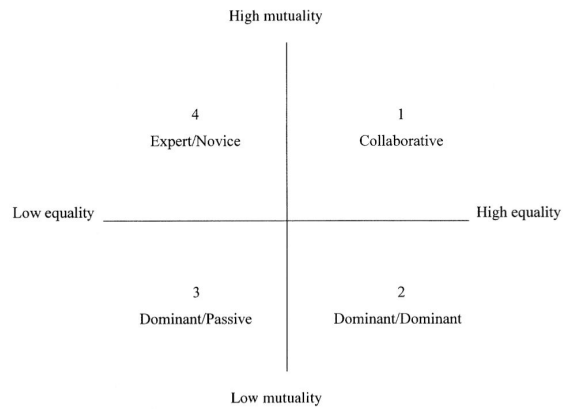 High mutuality
4
Expert/Novice
1
Collaborative
Low equality
High equality
3
Dominant/Passive
2
Dominant/Dominant
Low mutuality